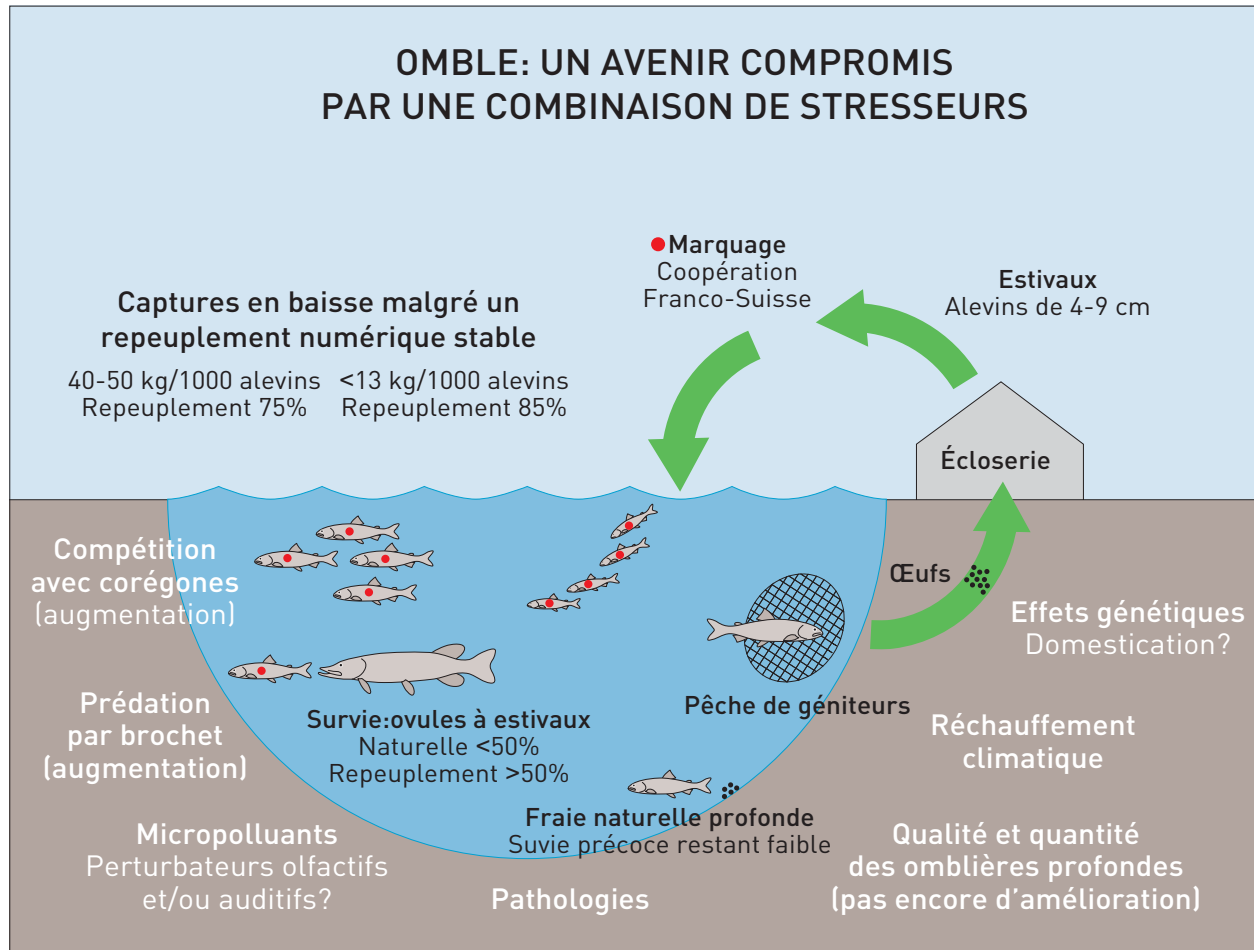 OMBLE: UN AVENIR COMPROMIS
PAR UNE COMBINAISON DE STRESSEURS
Marquage
Coopération
Franco-Suisse
Estivaux
Alevins de 4-9 cm
Captures en baisse malgré un
repeuplement numérique stable
40-50 kg/1000 alevins
Repeuplement 75%
<13 kg/1000 alevins
Repeuplement 85%
Écloserie
Compétition
avec corégones
(augmentation)
Œufs
Effets génétiques
Domestication?
Prédation
par brochet
(augmentation)
Survie:ovules à estivaux
Naturelle <50%
Repeuplement >50%
Pêche de géniteurs
Réchauffement
climatique
Fraie naturelle profonde
Suvie précoce restant faible
Micropolluants
Perturbateurs olfactifs
et/ou auditifs?
Pathologies
Qualité et quantité
des omblières profondes
(pas encore d'amélioration)